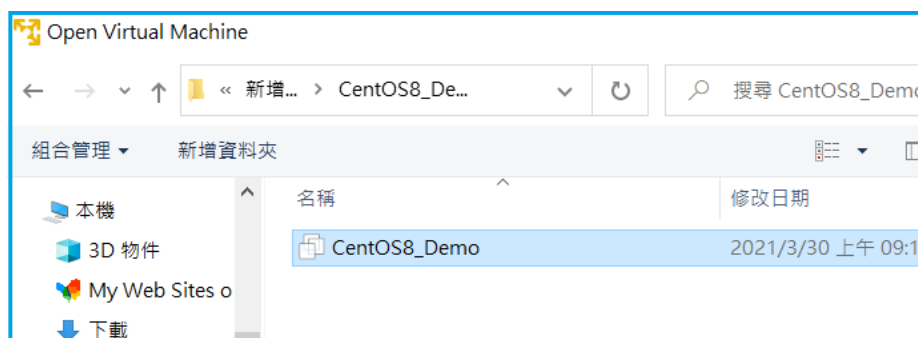 Open Virtual Machine
« 新增... › CentOS8_De... 搜尋 CentOS8_Demo
組合管理 新增資料夾
名稱 修改日期
本機
CentOS8_Demo 2021/3/30 上午 09:1
3D 物件
My Web Sites o
下載